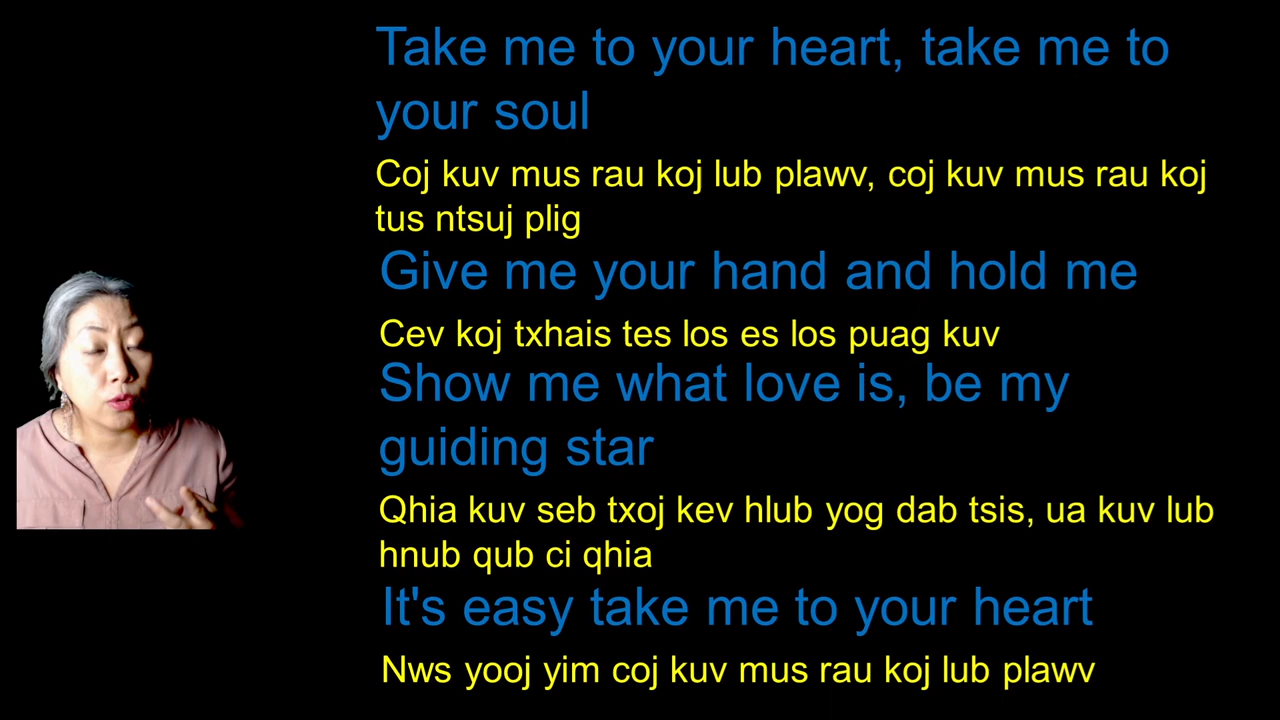 Take me to your heart, take me to
your soul
Coj kuv mus rau koj lub plawv, coj kuv mus rau koj
tus ntsuj plig
Give me your hand and hold me
Cev koj txhais tes los es los puag kuv
Show me what love is, be my
guiding star
Qhia kuv seb txoj kev hlub yog dab tsis, ua kuv lub
hnub qub ci qhia
It's easy take me to your heart
Nws yooj yim coj kuv mus rau koj lub plawv